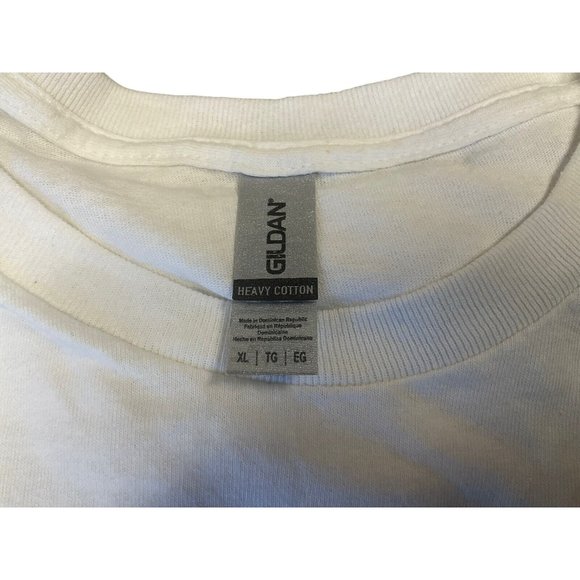 GILDAN®
HEAVY COTTON
Made in Dominican Republic
Fabriqué en République
Dominicaine
Hecho en República Dominicana
XL | TG | EG